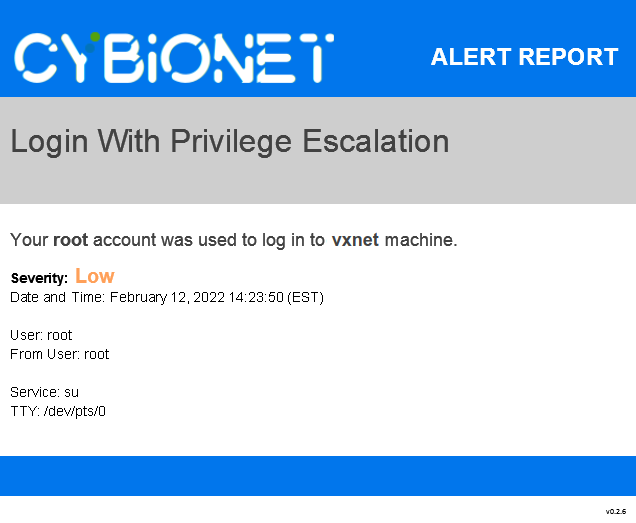 CYBiONET
ALERT REPORT
Login With Privilege Escalation
Your root account was used to log in to vxnet machine.
Severity: Low
Date and Time: February 12, 2022 14:23:50 (EST)
User: root
From User: root
Service: su
TTY: /dev/pts/0
v0.2.6